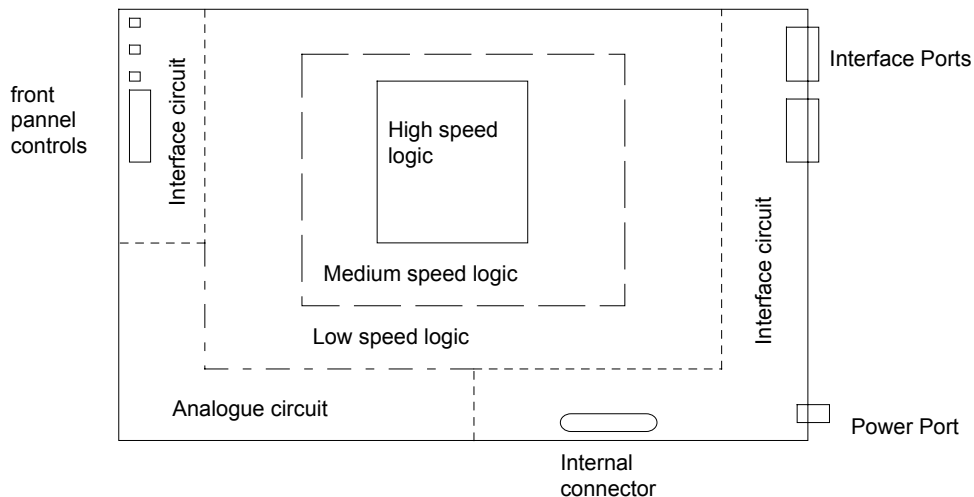 front
pannel
controls
Interface circuit
High speed
logic
Medium speed logic
Low speed logic
Analogue circuit
Interface circuit
Interface Ports
Power Port
Internal
connector